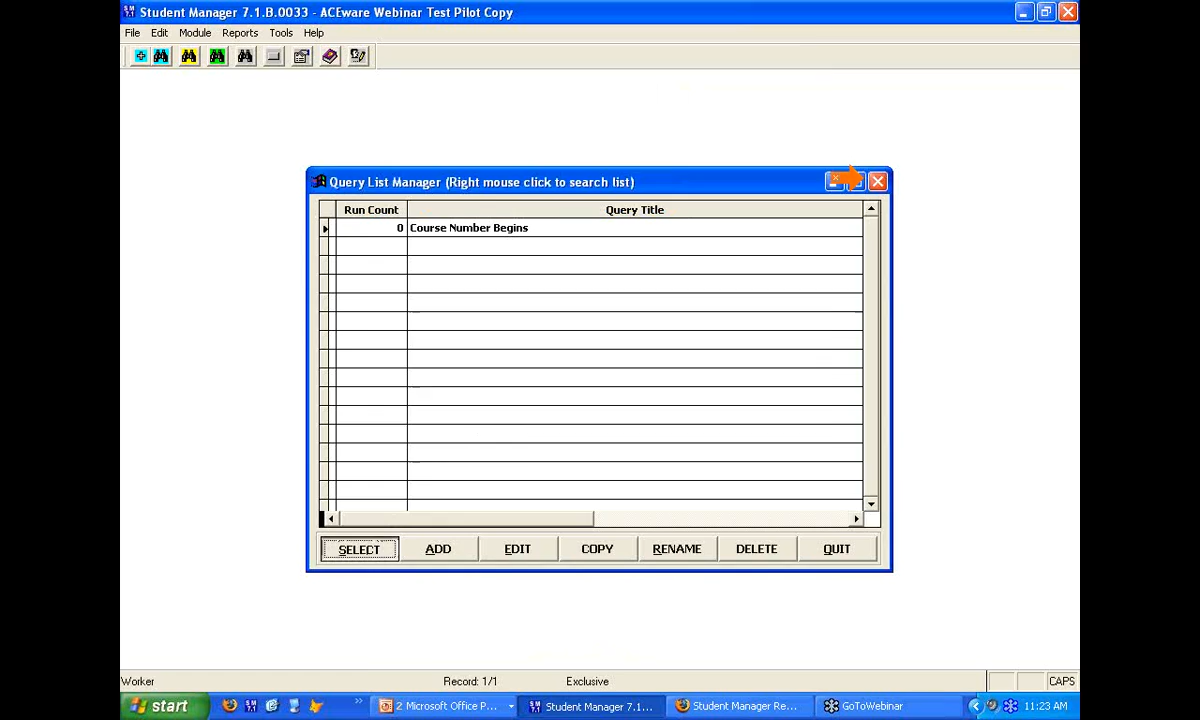 Student Manager 7.1.B.0033 - ACEware Webinar Test Pilot Copy
File Edit Module Reports Tools Help
Query List Manager (Right mouse click to search list)
Run Count Query Title
0 Course Number Begins
SELECT ADD EDIT COPY RENAME DELETE QUIT
Worker Record: 1/1 Exclusive CAPS
start 2 Microsoft Office P... Student Manager 7.1... Student Manager Re... GoToWebinar 11:23 AM